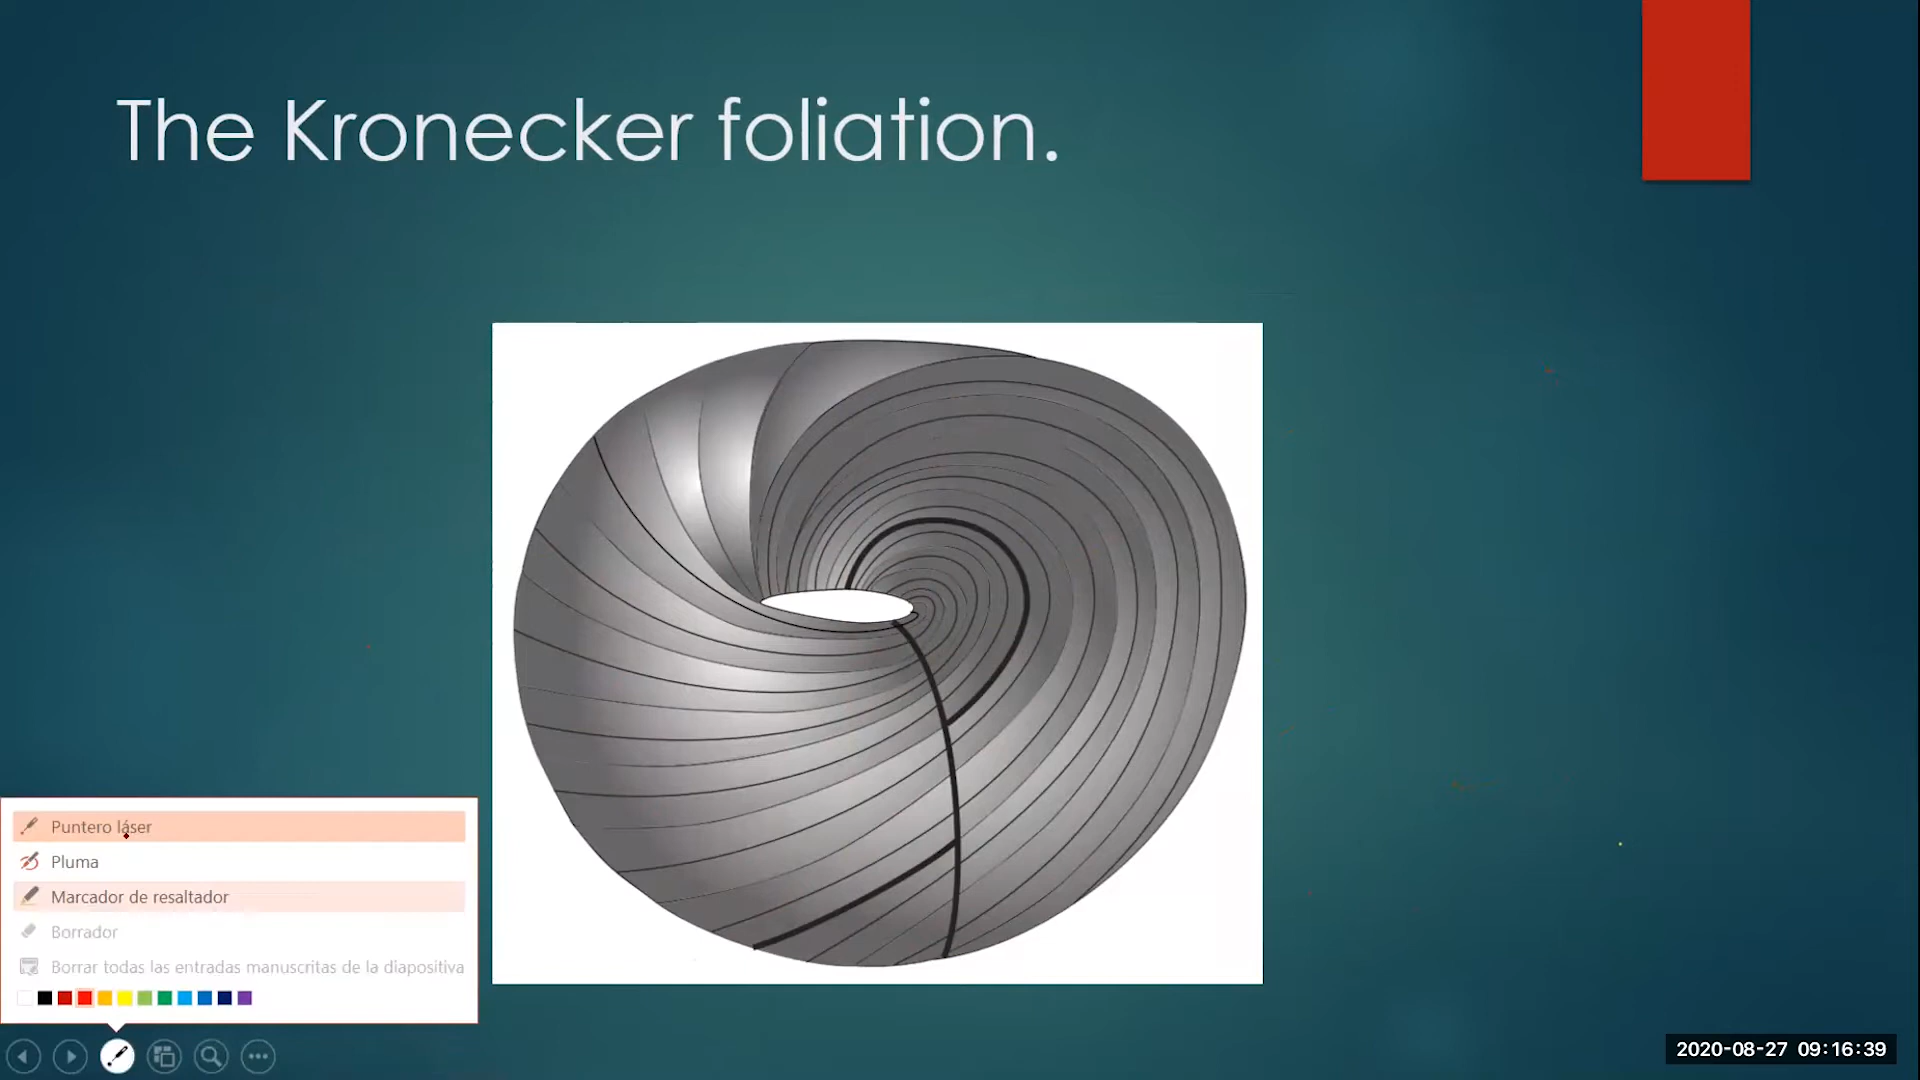 The Kronecker foliation.
Puntero láser
Pluma
Marcador de resaltador
Borrador
Borrar todas las entradas manuscritas de la diapositiva
2020-08-27 09:16:39